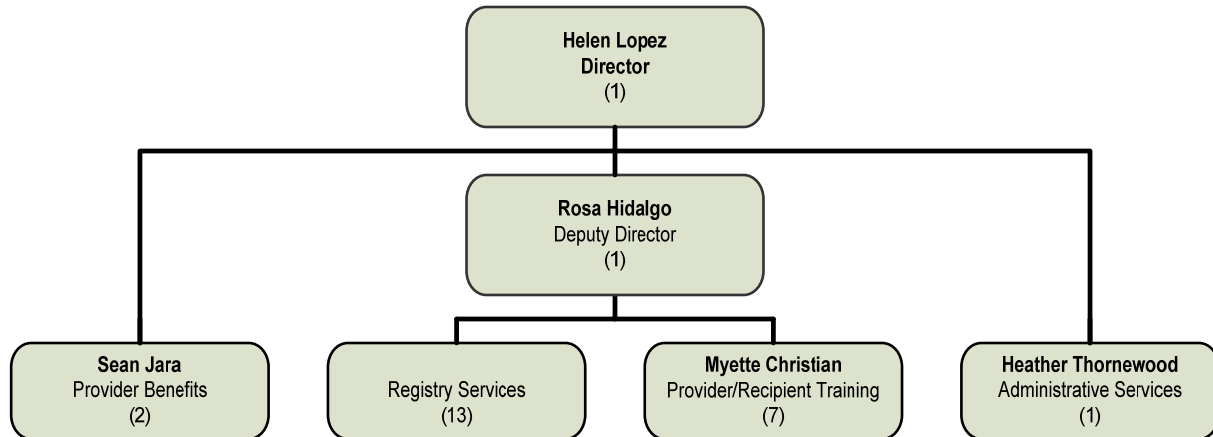 Helen Lopez
Director
(1)
Rosa Hidalgo
Deputy Director
(1)
Sean Jara
Provider Benefits
(2)
Registry Services
(13)
Myette Christian
Provider/Recipient Training
(7)
Heather Thornewood
Administrative Services
(1)